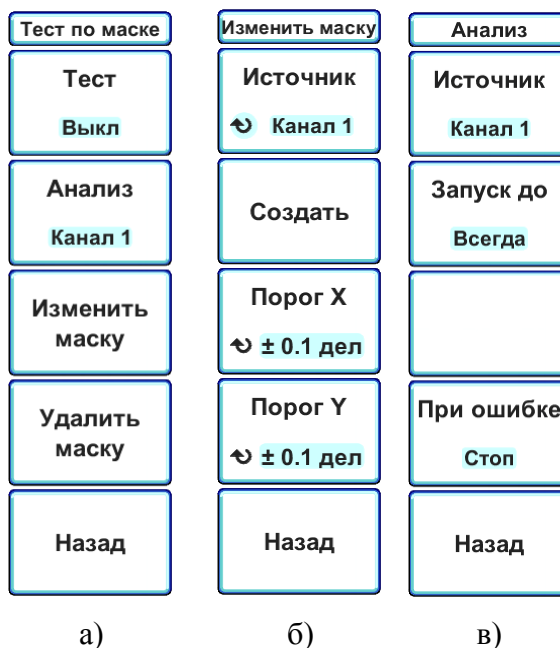 Тест по маске
Тест
Выкл
Анализ
Канал 1
Изменить
маску
Удалить
маску
Назад
а)
Изменить маску
Источник
Канал 1
Создать
Порог X
± 0.1 дел
Порог Y
± 0.1 дел
Назад
б)
Анализ
Источник
Канал 1
Запуск до
Всегда
При ошибке
Стоп
Назад
в)